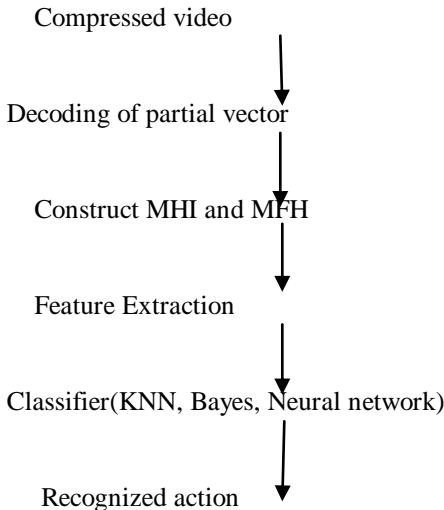 Compressed video
Decoding of partial vector
Construct MHI and MFH
Feature Extraction
Classifier(KNN, Bayes, Neural network)
Recognized action